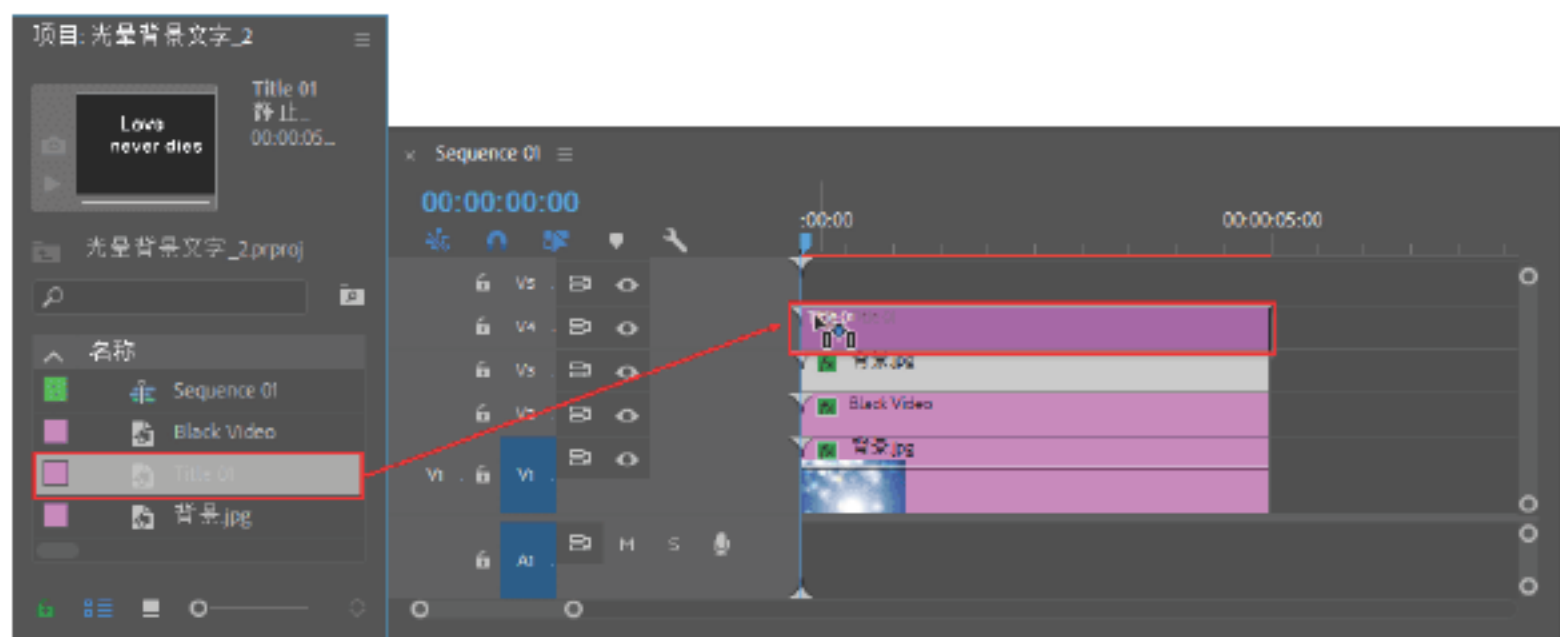 项目: 光晕背景文字_2
Title 01
静止...
00:00:05...
Love
never dies
光晕背景文字_2.prproj
名称
Sequence 01
Black Video
Title 01
背景.jpg
Sequence 01
00:00:00:00
:00:00
00:00:05:00
V5
V4
V3
V2
V1 V1
A1 M S
Title 01
背景.jpg
Black Video
背景.jpg